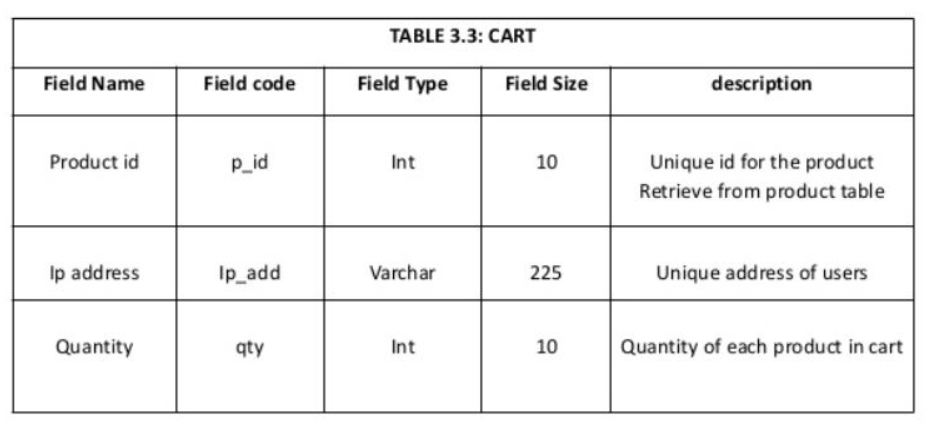 TABLE 3.3: CART
Field Name Field code Field Type Field Size description
Product id p_id Int 10 Unique id for the product
Retrieve from product table
Ip address Ip_add Varchar 225 Unique address of users
Quantity qty Int 10 Quantity of each product in cart